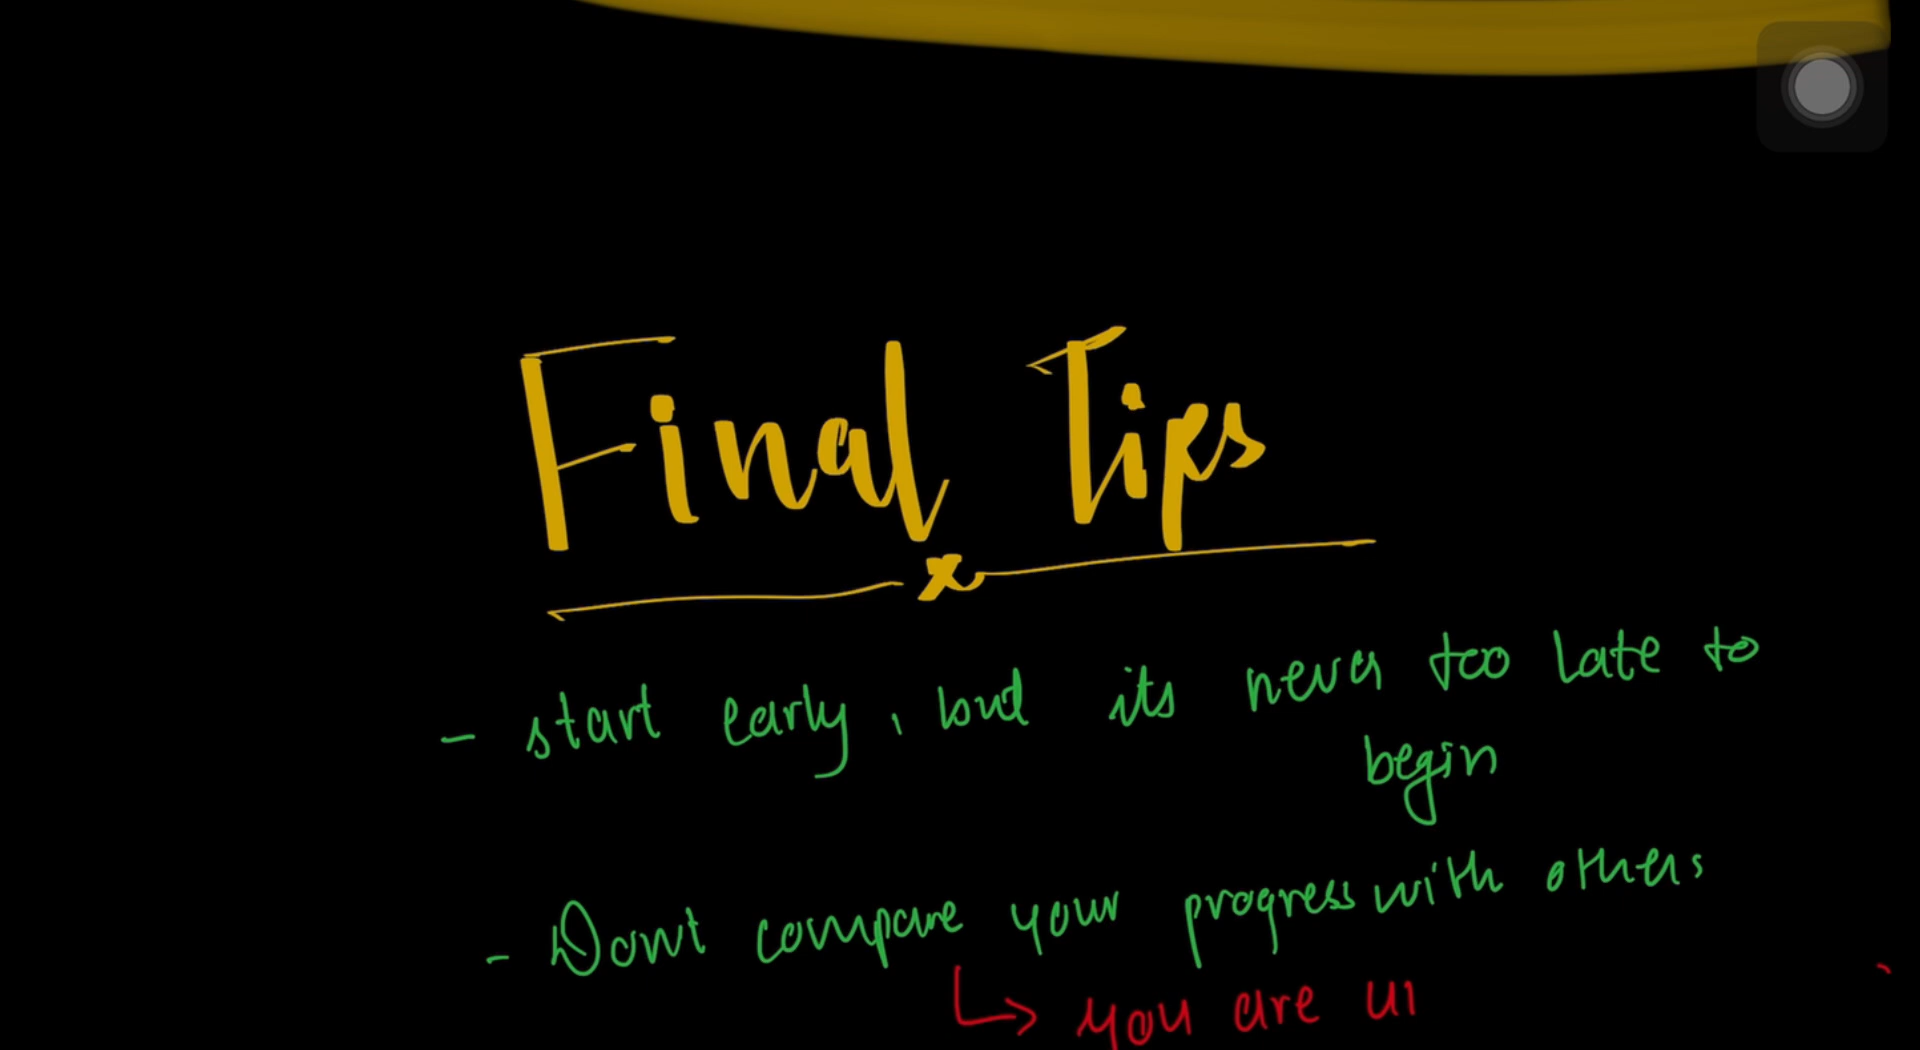 Final Tips
- start early, but its never too late to
begin
- Dont compare your progress with others
you are